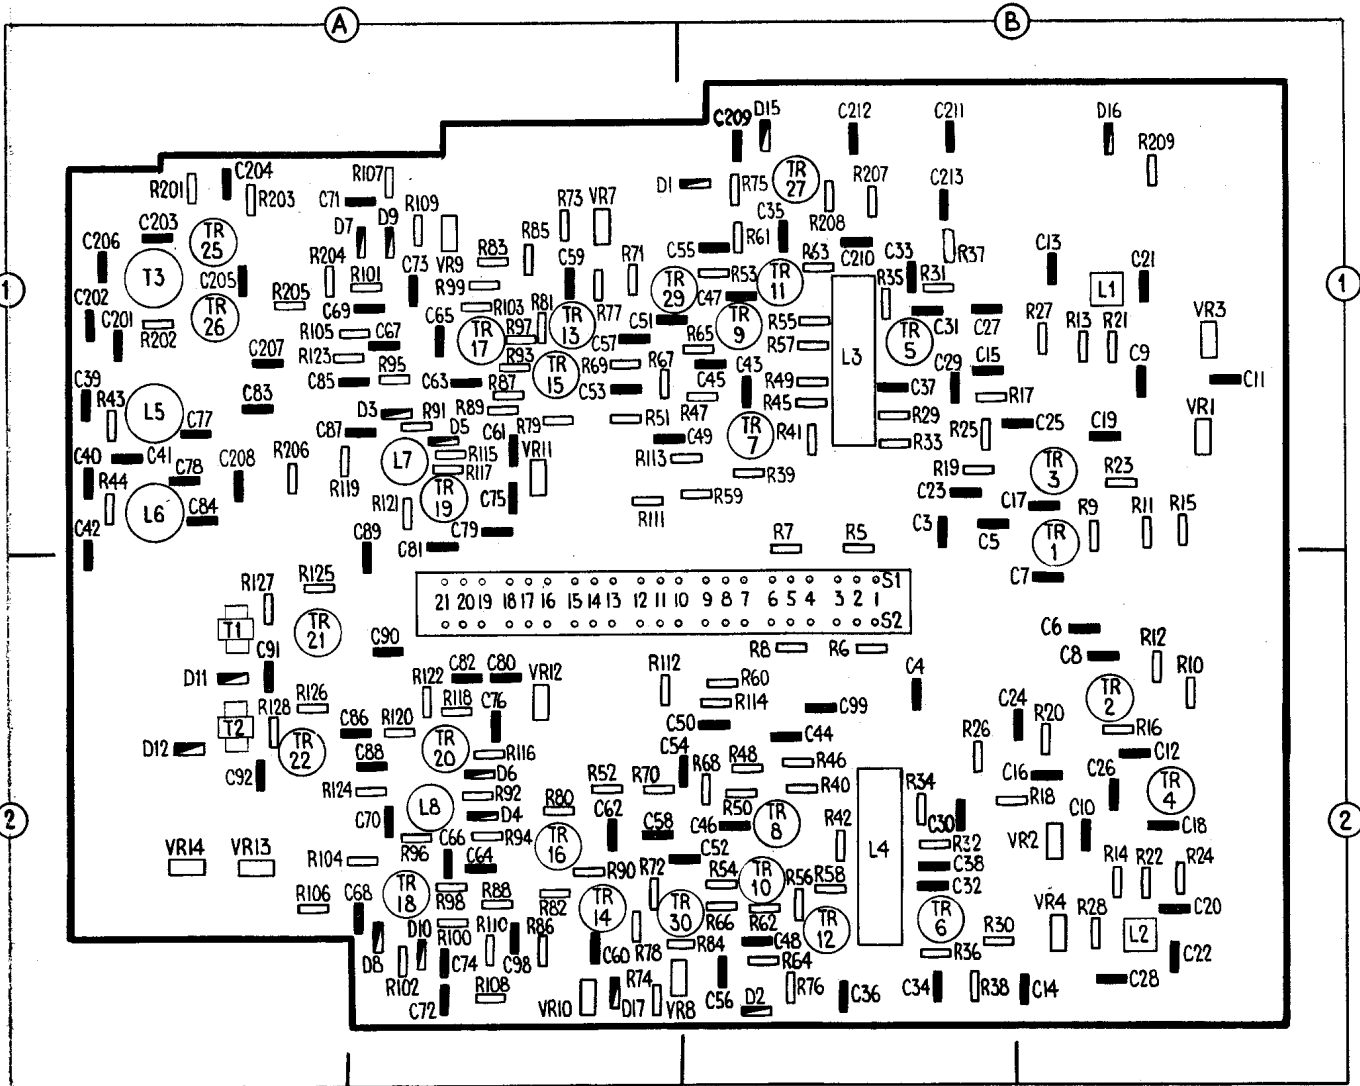 A B
C209 D15 C212 C211 D16
R209
C204 R107
R201 R203 C71 D1 R75 TR 27 R207 C213
R73 VR7 R208
C203 TR 25 D7 D9 R109 C35
C206 R85 R61 R37
R204 R83 C59 R71 C55 R63 C210 C33 C13
T3 C205 R101 C73 VR9 R53 TR 11 R35 R31 C21
1 R99 TR 29 C47 L1 1
C202 C201 TR 26 R205 C69 R103 R81 R77 C51 C31 C27 R27 R13 R21 VR3
R202 R105 C67 C65 TR 17 R97 TR 13 C57 TR 9 R55 TR 5
C207 R123 R93 R69 R67 R65 R57 L3 C29 C15 C9
C39 C85 R95 C63 R87 TR 15 C53 C45 C43 R49 C37 R17 C11
R43 L5 C83 D3 R89 R47 R45 R29 VR1
C77 C87 R91 D5 C61 R79 R51 C49 TR 7 R41 R33 R25 C25 C19
C40 C41 R206 L7 R115 VR11 R113 R39 R19 TR 3 R23
R44 C78 C208 R119 R117 C75 R59 C23 C17
L6 C84 R121 TR 19 R111 C3 C5 R9 R11 R15
C42 C89 C79 C81 R7 R5 TR 1
R125 C7
R127 S1
21 20 19 18 17 16 15 14 13 12 11 10 9 8 7 6 5 4 3 2 1
T1 TR 21 S2
C6
C90 R8 R6 C8 R12
C91 R112 R10
D11 R122 C82 C80 VR12 R60 C4
R128 R126 R118 C76 R114 C99 C24 TR 2
T2 C86 R120 C50 R20 R16
D12 TR 22 TR 20 R116 C54 C44 R26 C12
C92 C88 D6 R52 R70 R68 R48 R46 C16 C26 TR 4
R124 L8 R92 R80 R40 R34 R18
2 C70 D4 C62 C58 C46 R50 TR 8 C30 VR2 C10 C18 2
R96 R94 R42 R32
VR14 VR13 R104 C66 C64 TR 16 C52 L4 C38
R90 R72 R54 TR 10 R56 R58 C32 R14 R22 R24
R106 C68 TR 18 R98 R88 R82 TR 14 TR 30 R66 R62 TR 12 TR 6 VR4 R28 C20
D10 R100 R110 R86 R84 C48 R30 L2
D8 R102 C74 C98 C60 R78 R64 R36 C22
R108 R74 C56 R76 C36 C34 R38 C14 C28
C72 VR10 D17 VR8 D2